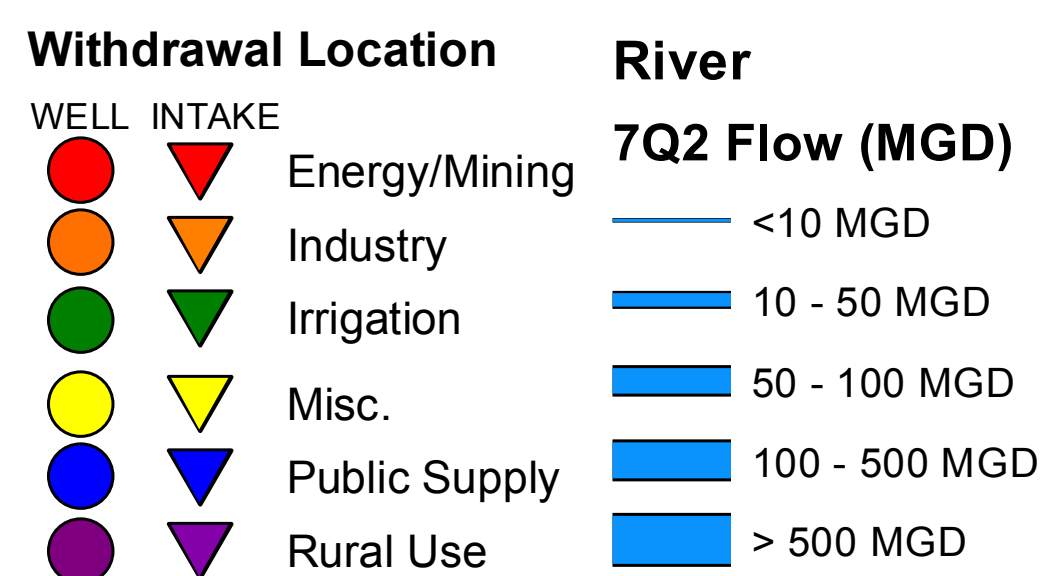 Withdrawal Location
WELL INTAKE
Energy/Mining
Industry
Irrigation
Misc.
Public Supply
Rural Use
River
7Q2 Flow (MGD)
<10 MGD
10 - 50 MGD
50 - 100 MGD
100 - 500 MGD
> 500 MGD